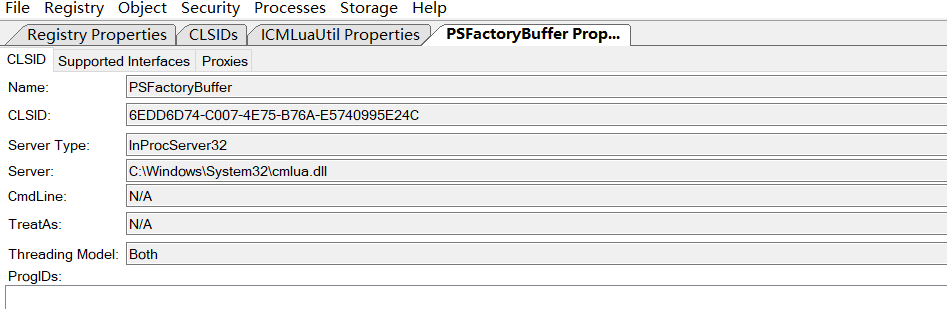 File Registry Object Security Processes Storage Help
Registry Properties CLSIDs ICMLuaUtil Properties PSFactoryBuffer Prop...
CLSID Supported Interfaces Proxies
Name: PSFactoryBuffer
CLSID: 6EDD6D74-C007-4E75-B76A-E5740995E24C
Server Type: InProcServer32
Server: C:\Windows\System32\cmlua.dll
CmdLine: N/A
TreatAs: N/A
Threading Model: Both
ProgIDs: